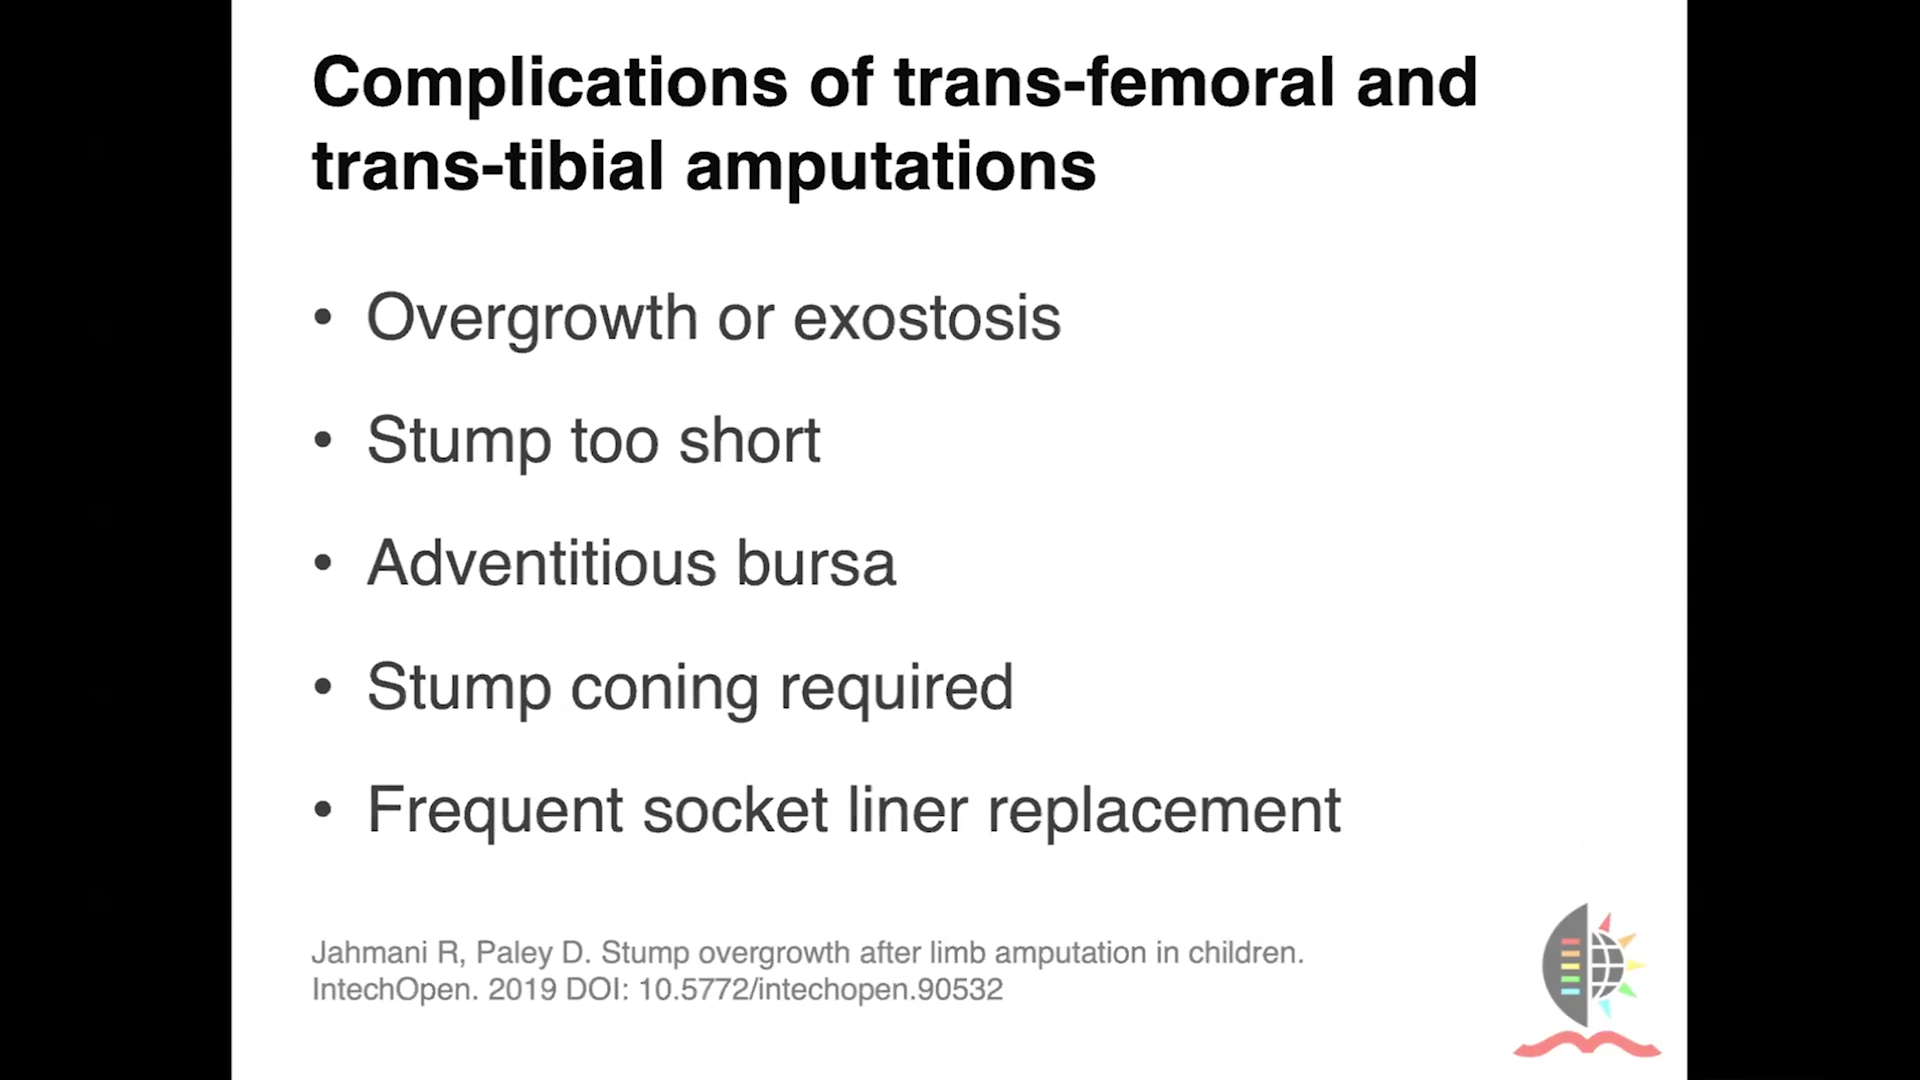 Complications of trans-femoral and
trans-tibial amputations
• Overgrowth or exostosis
• Stump too short
• Adventitious bursa
• Stump coning required
• Frequent socket liner replacement
Jahmani R, Paley D. Stump overgrowth after limb amputation in children.
IntechOpen. 2019 DOI: 10.5772/intechopen.90532